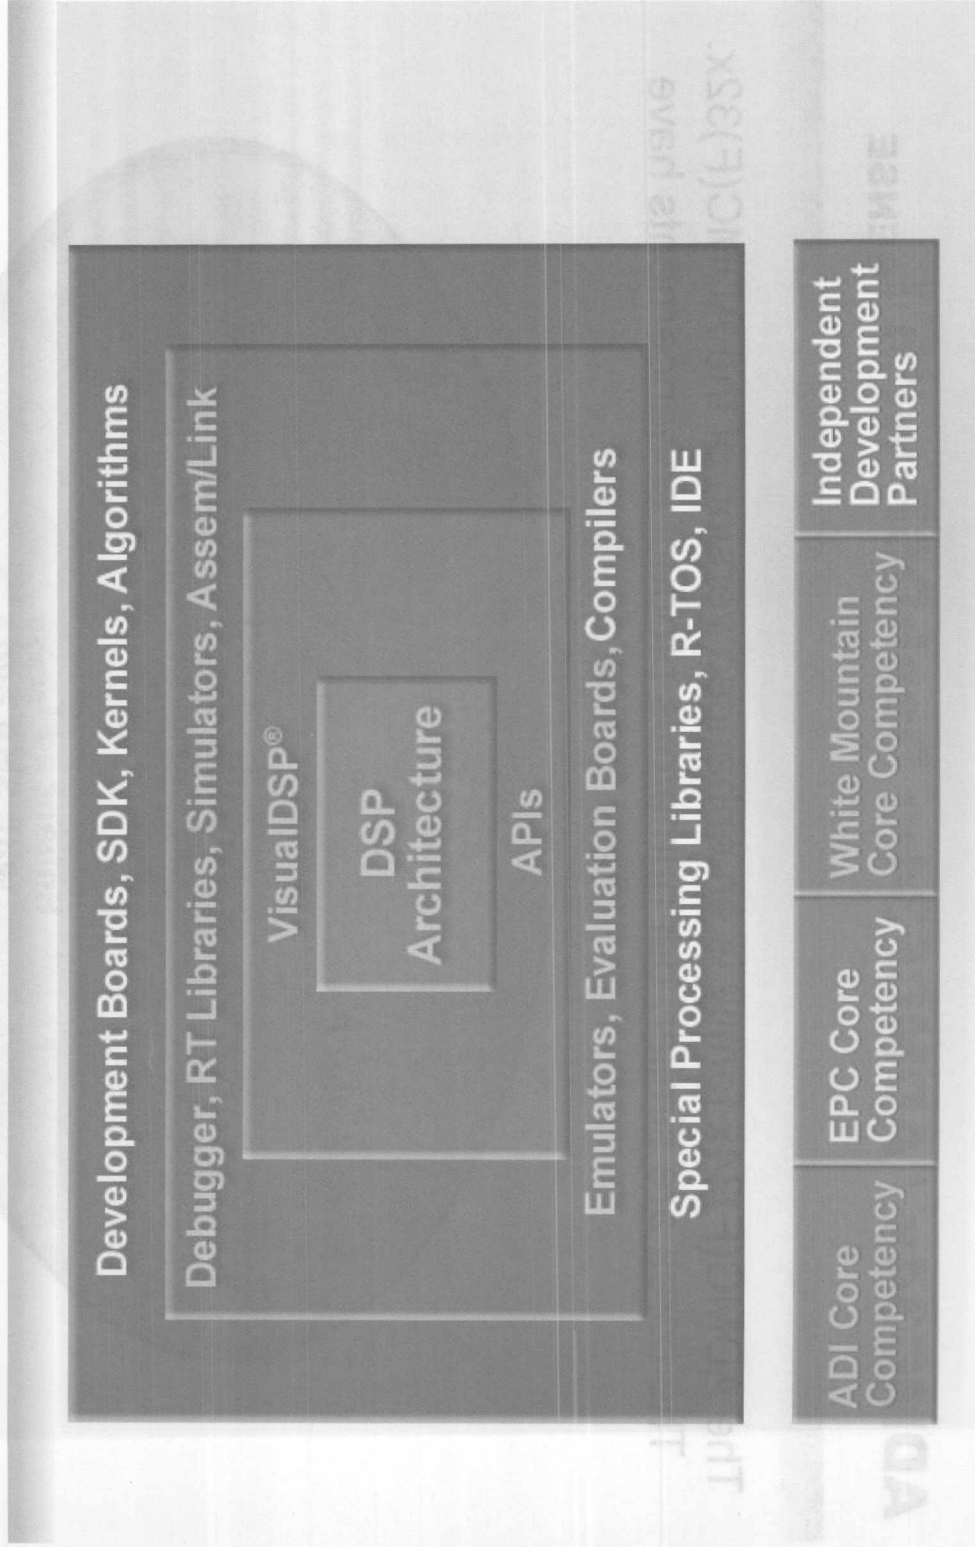 Development Boards, SDK, Kernels, Algorithms
Debugger, RT Libraries, Simulators, Assem/Link
VisualDSP®
DSP
Architecture
APIs
Emulators, Evaluation Boards, Compilers
Special Processing Libraries, R-TOS, IDE
ADI Core
Competency
EPC Core
Competency
White Mountain
Core Competency
Independent
Development
Partners